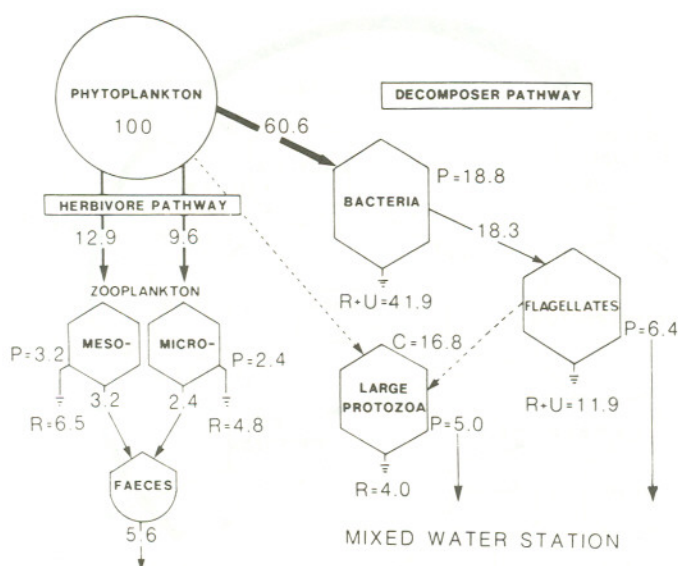 PHYTOPLANKTON
100
DECOMPOSER PATHWAY
60.6
P=18.8
BACTERIA
HERBIVORE PATHWAY
12.9
9.6
18.3
ZOOPLANKTON
R+U=41.9
FLAGELLATES
P=6.4
MESO-
MICRO-
P=3.2
P=2.4
C=16.8
LARGE
PROTOZOA
R+U=11.9
3.2
2.4
R=6.5
R=4.8
P=5.0
FAECES
R=4.0
5.6
MIXED WATER STATION